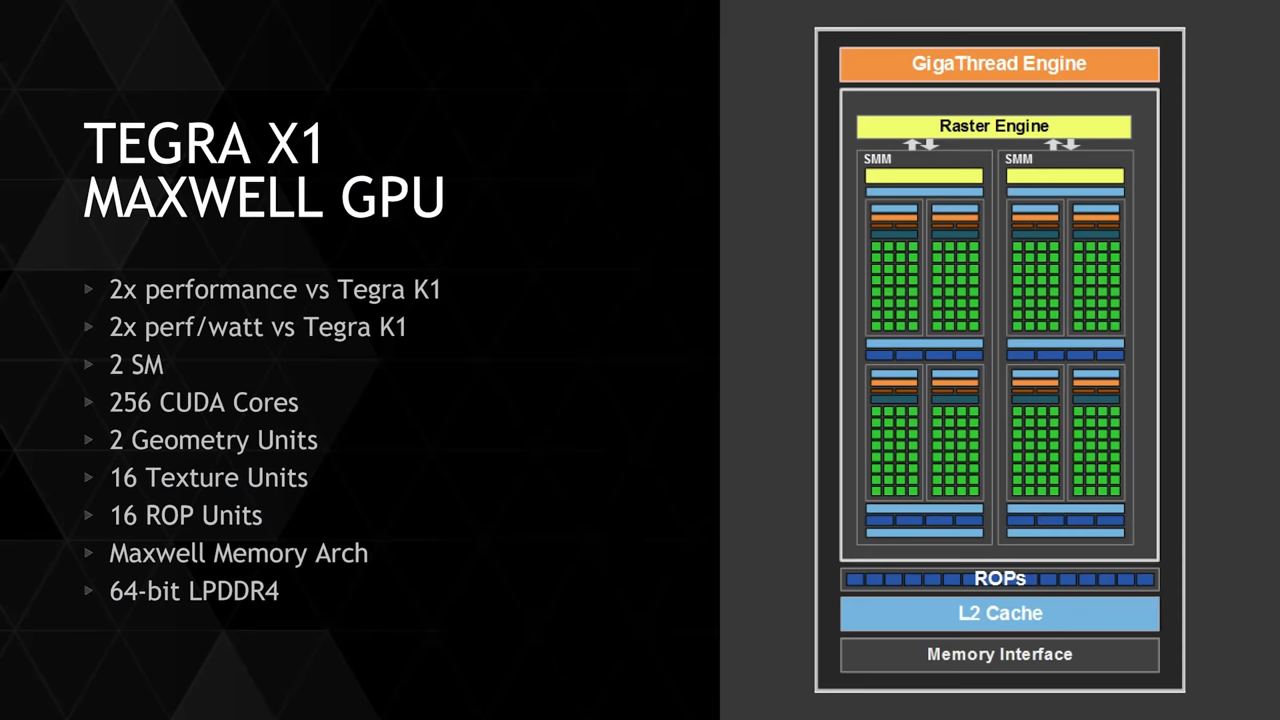 TEGRA X1
MAXWELL GPU
2x performance vs Tegra K1
2x perf/watt vs Tegra K1
2 SM
256 CUDA Cores
2 Geometry Units
16 Texture Units
16 ROP Units
Maxwell Memory Arch
64-bit LPDDR4
GigaThread Engine
Raster Engine
SMM
SMM
ROPs
L2 Cache
Memory Interface